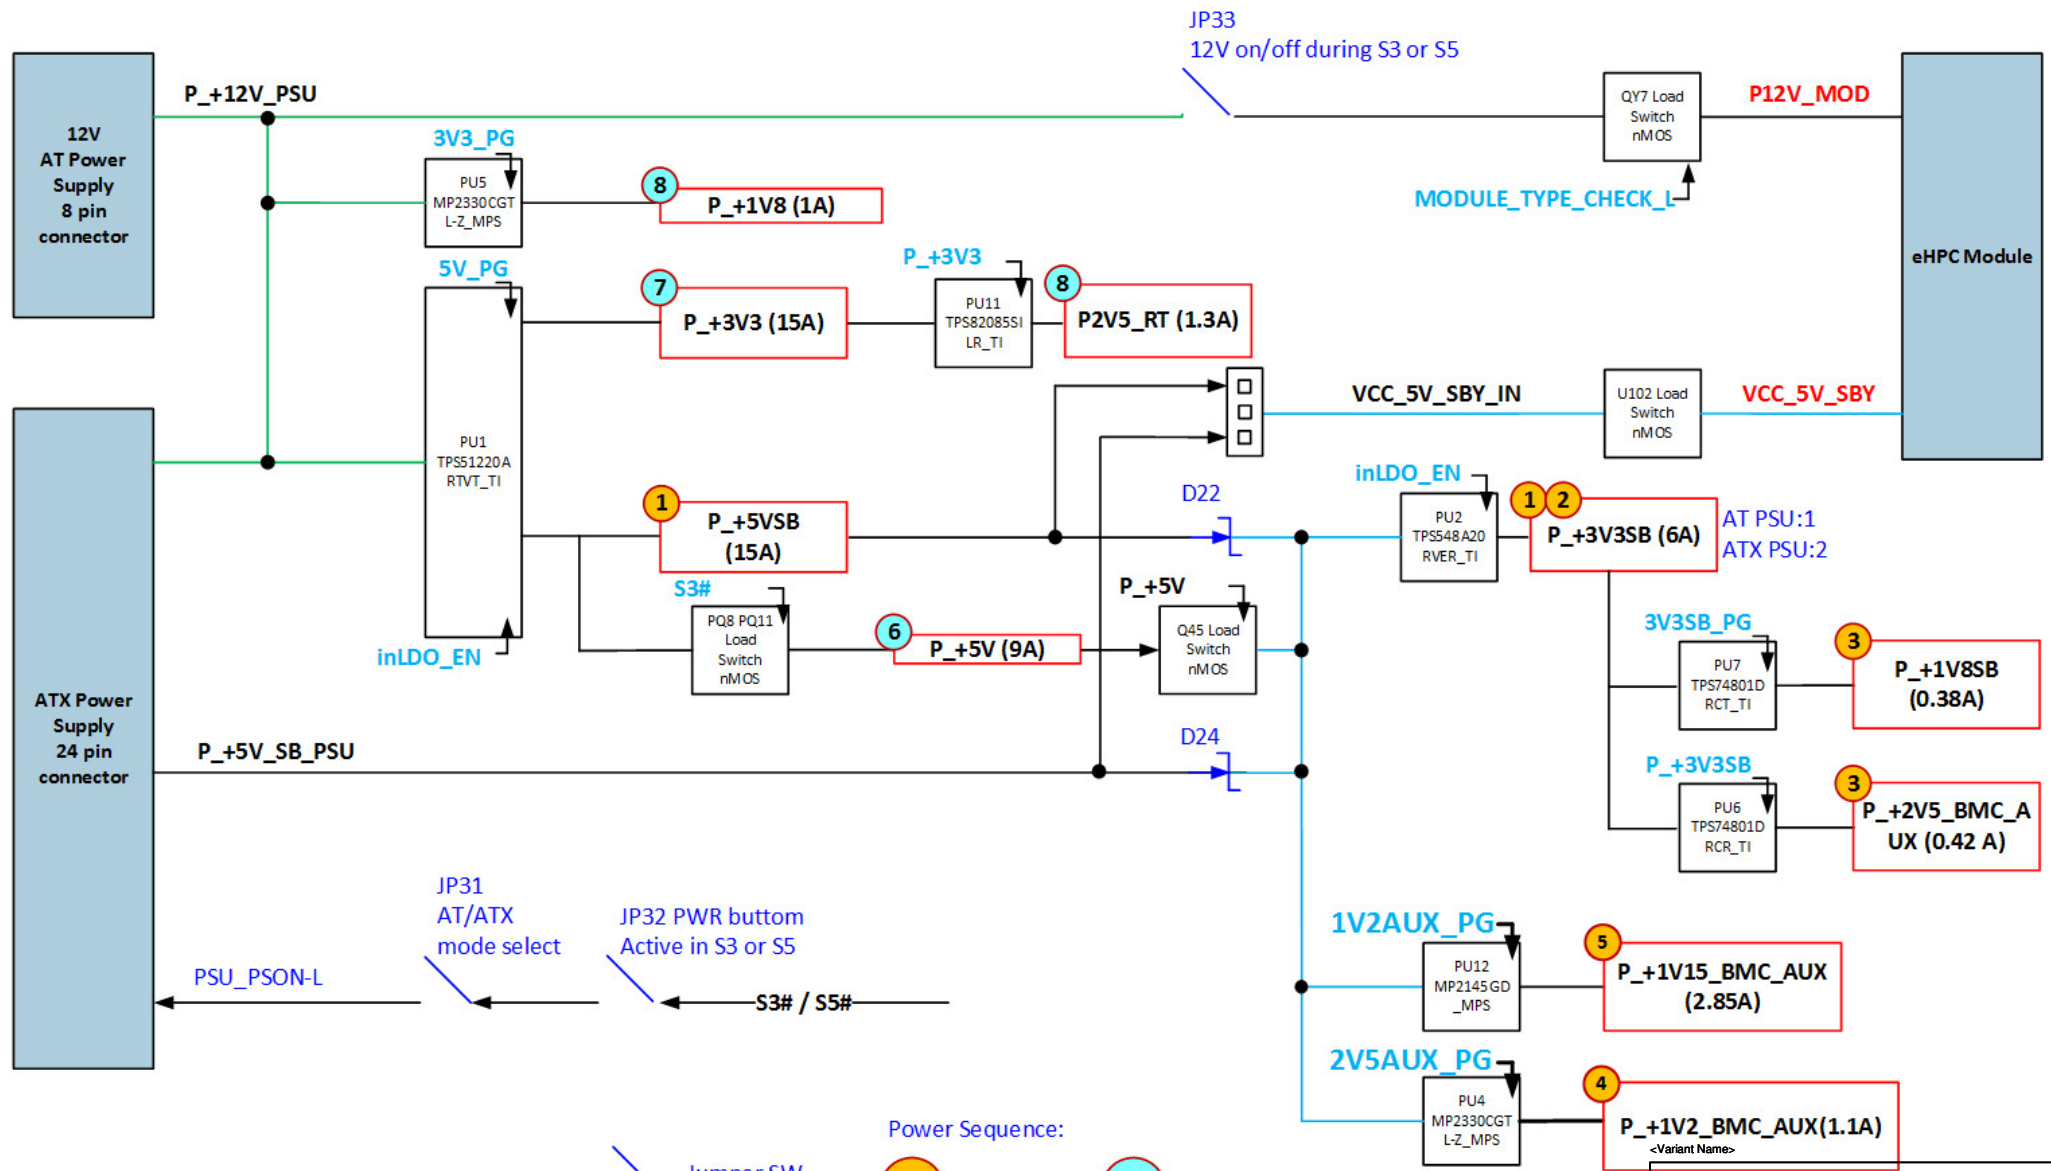 JP33
12V on/off during S3 or S5
P_+12V_PSU
12V
AT Power
Supply
8 pin
connector
3V3_PG
PU5
MP2330CGT
L-Z_MPS
8
P_+1V8 (1A)
QY7 Load
Switch
nMOS
P12V_MOD
MODULE_TYPE_CHECK_L
eHPC Module
5V_PG
7
P_+3V3 (15A)
P_+3V3
PU11
TPS82085SI
LR_TI
8
P2V5_RT (1.3A)
PU1
TPS51220A
RTVT_TI
VCC_5V_SBY_IN
U102 Load
Switch
nMOS
VCC_5V_SBY
1
P_+5VSB
(15A)
D22
inLDO_EN
PU2
TPS548A20
RVER_TI
1
2
P_+3V3SB (6A)
AT PSU:1
ATX PSU:2
inLDO_EN
S3#
PQ8 PQ11
Load
Switch
nMOS
6
P_+5V (9A)
P_+5V
Q45 Load
Switch
nMOS
3V3SB_PG
PU7
TPS74801D
RCT_TI
3
P_+1V8SB
(0.38A)
ATX Power
Supply
24 pin
connector
P_+5V_SB_PSU
D24
P_+3V3SB
PU6
TPS74801D
RCR_TI
3
P_+2V5_BMC_A
UX (0.42 A)
JP31
AT/ATX
mode select
JP32 PWR buttom
Active in S3 or S5
PSU_PSON-L
S3# / S5#
1V2AUX_PG
PU12
MP2145GD
_MPS
5
P_+1V15_BMC_AUX
(2.85A)
2V5AUX_PG
PU4
MP2330CGT
L-Z_MPS
4
P_+1V2_BMC_AUX(1.1A)
<Variant Name>
Power Sequence:
Jumper SW